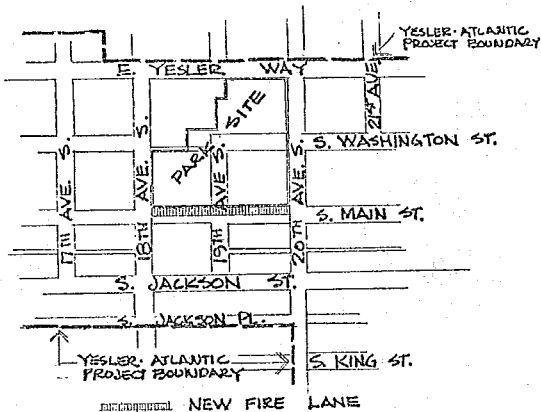 YESLER-ATLANTIC
PROJECT BOUNDARY
E. YESLER WAY
21ST AVE.
PARK SITE
S. WASHINGTON ST.
17TH AVE. S.
18TH AVE. S.
19TH AVE S.
20TH AVE. S.
S. MAIN ST.
S. JACKSON ST.
S. JACKSON PL.
YESLER-ATLANTIC
PROJECT BOUNDARY
S. KING ST.
NEW FIRE LANE